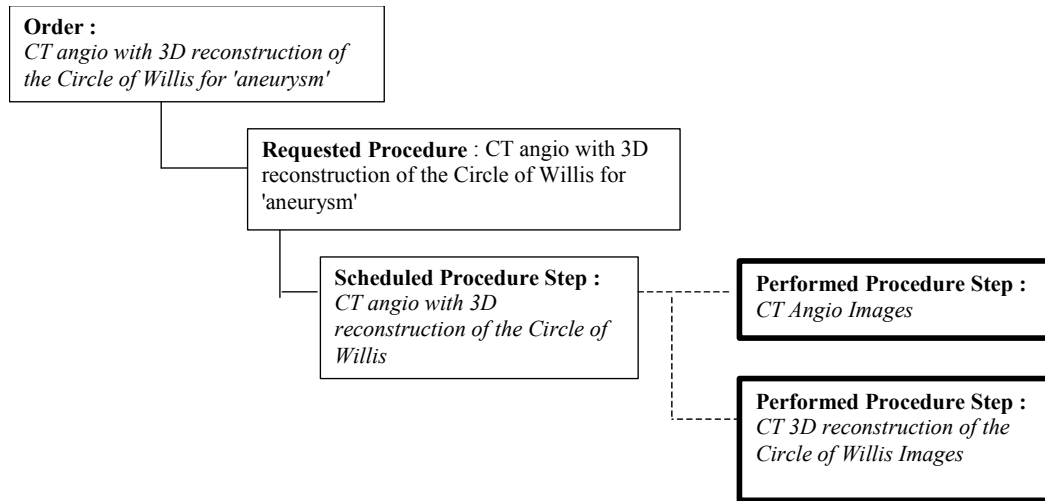 Order :
CT angio with 3D reconstruction of
the Circle of Willis for 'aneurysm'
Requested Procedure : CT angio with 3D
reconstruction of the Circle of Willis for
'aneurysm'
Scheduled Procedure Step :
CT angio with 3D
reconstruction of the Circle of
Willis
Performed Procedure Step :
CT Angio Images
Performed Procedure Step :
CT 3D reconstruction of the
Circle of Willis Images